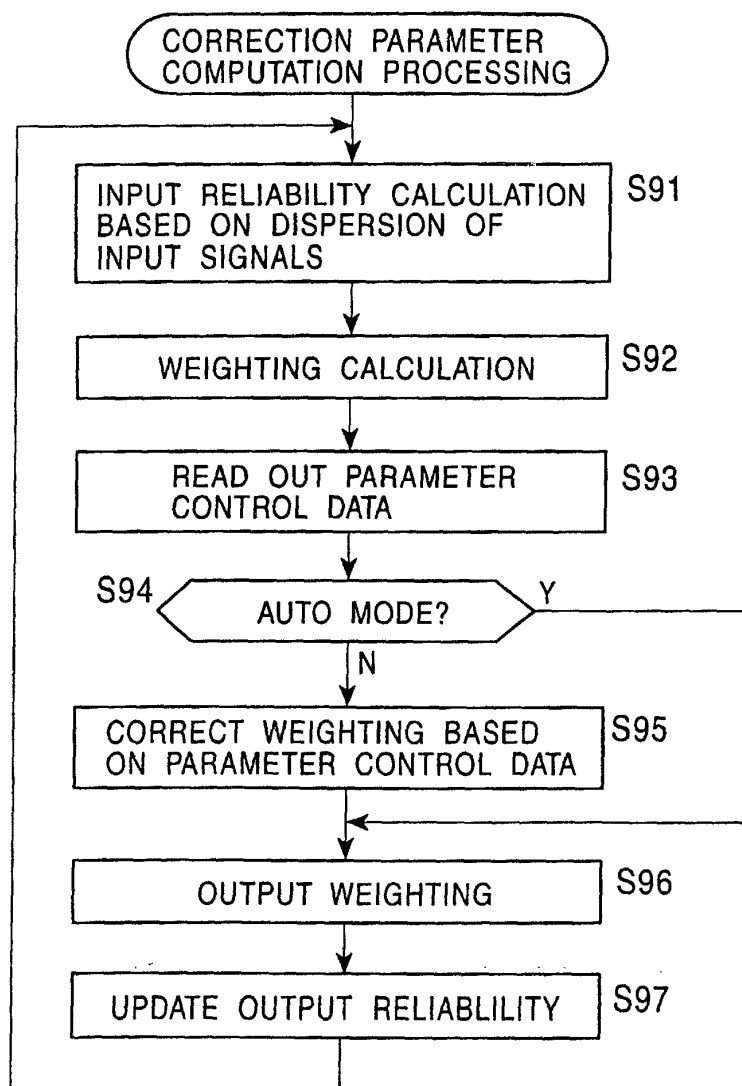 CORRECTION PARAMETER
COMPUTATION PROCESSING
INPUT RELIABILITY CALCULATION
BASED ON DISPERSION OF
INPUT SIGNALS
S91
WEIGHTING CALCULATION
S92
READ OUT PARAMETER
CONTROL DATA
S93
S94
AUTO MODE?
Y
N
CORRECT WEIGHTING BASED
ON PARAMETER CONTROL DATA
S95
OUTPUT WEIGHTING
S96
UPDATE OUTPUT RELIABLILITY
S97